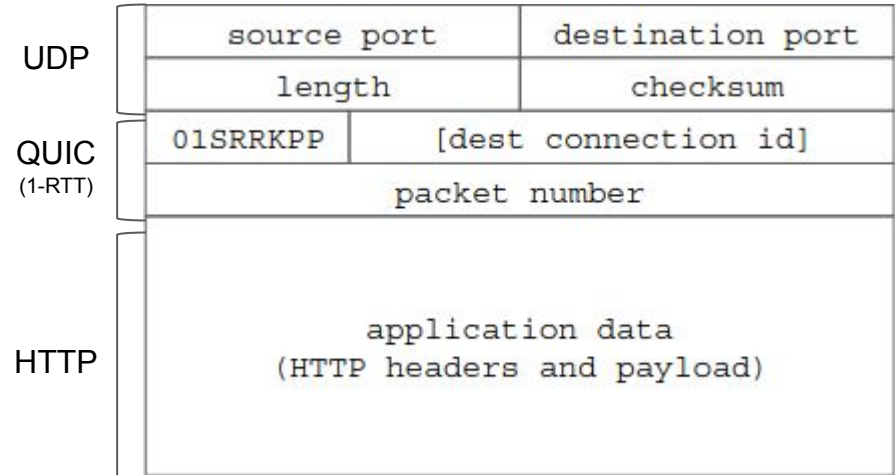 UDP
source port destination port
length checksum
QUIC
(1-RTT)
01SRRKPP [dest connection id]
packet number
HTTP
application data
(HTTP headers and payload)